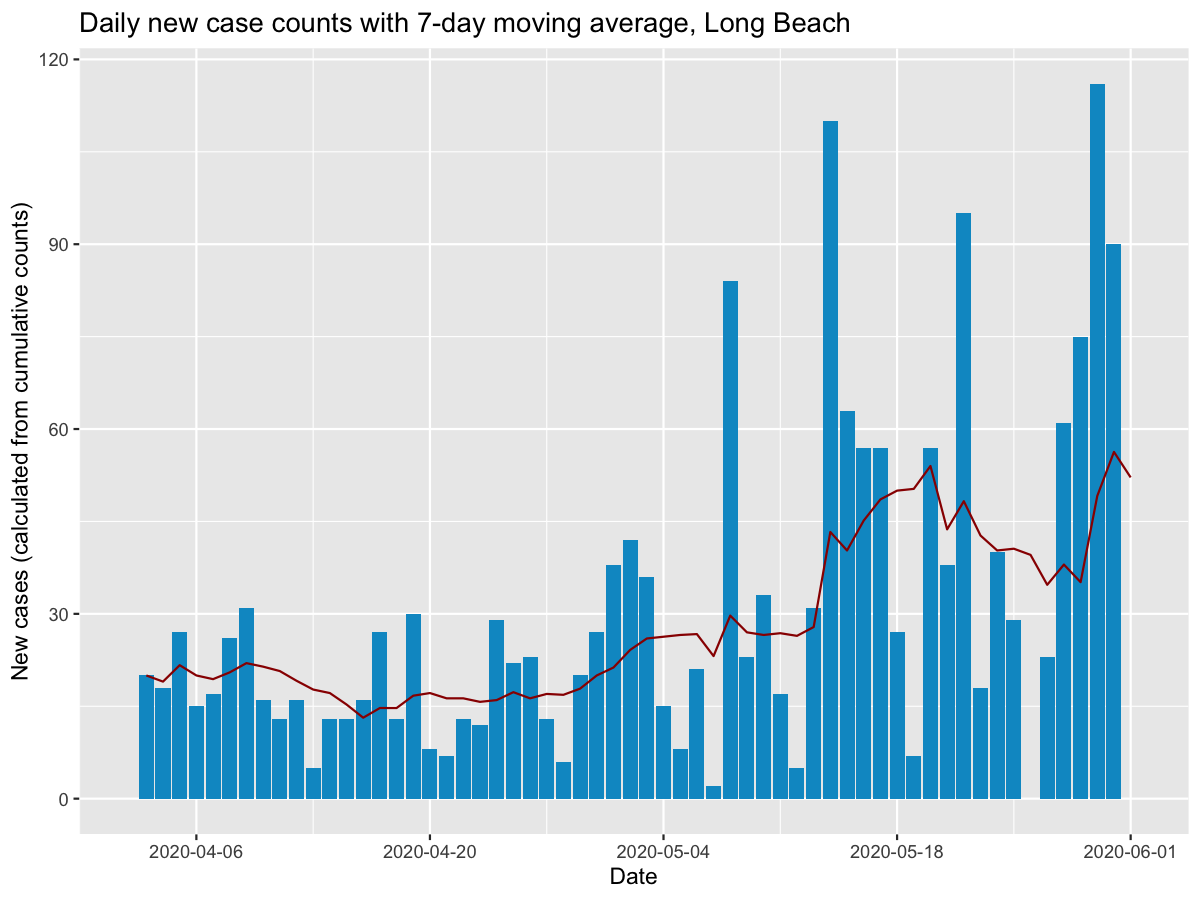 Daily new case counts with 7-day moving average, Long Beach
New cases (calculated from cumulative counts)
120
90
60
30
0
2020-04-06 2020-04-20 2020-05-04 2020-05-18 2020-06-01
Date